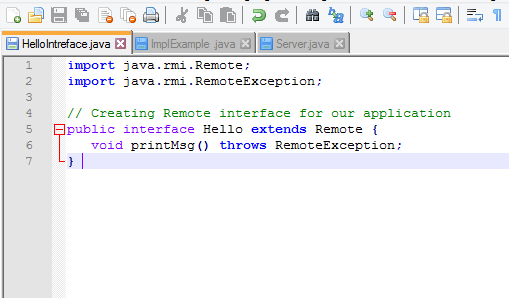 HelloIntreface.java ImplExample .java Server.java
1 import java.rmi.Remote;
2 import java.rmi.RemoteException;
3
4 // Creating Remote interface for our application
5 public interface Hello extends Remote {
6 void printMsg() throws RemoteException;
7 }